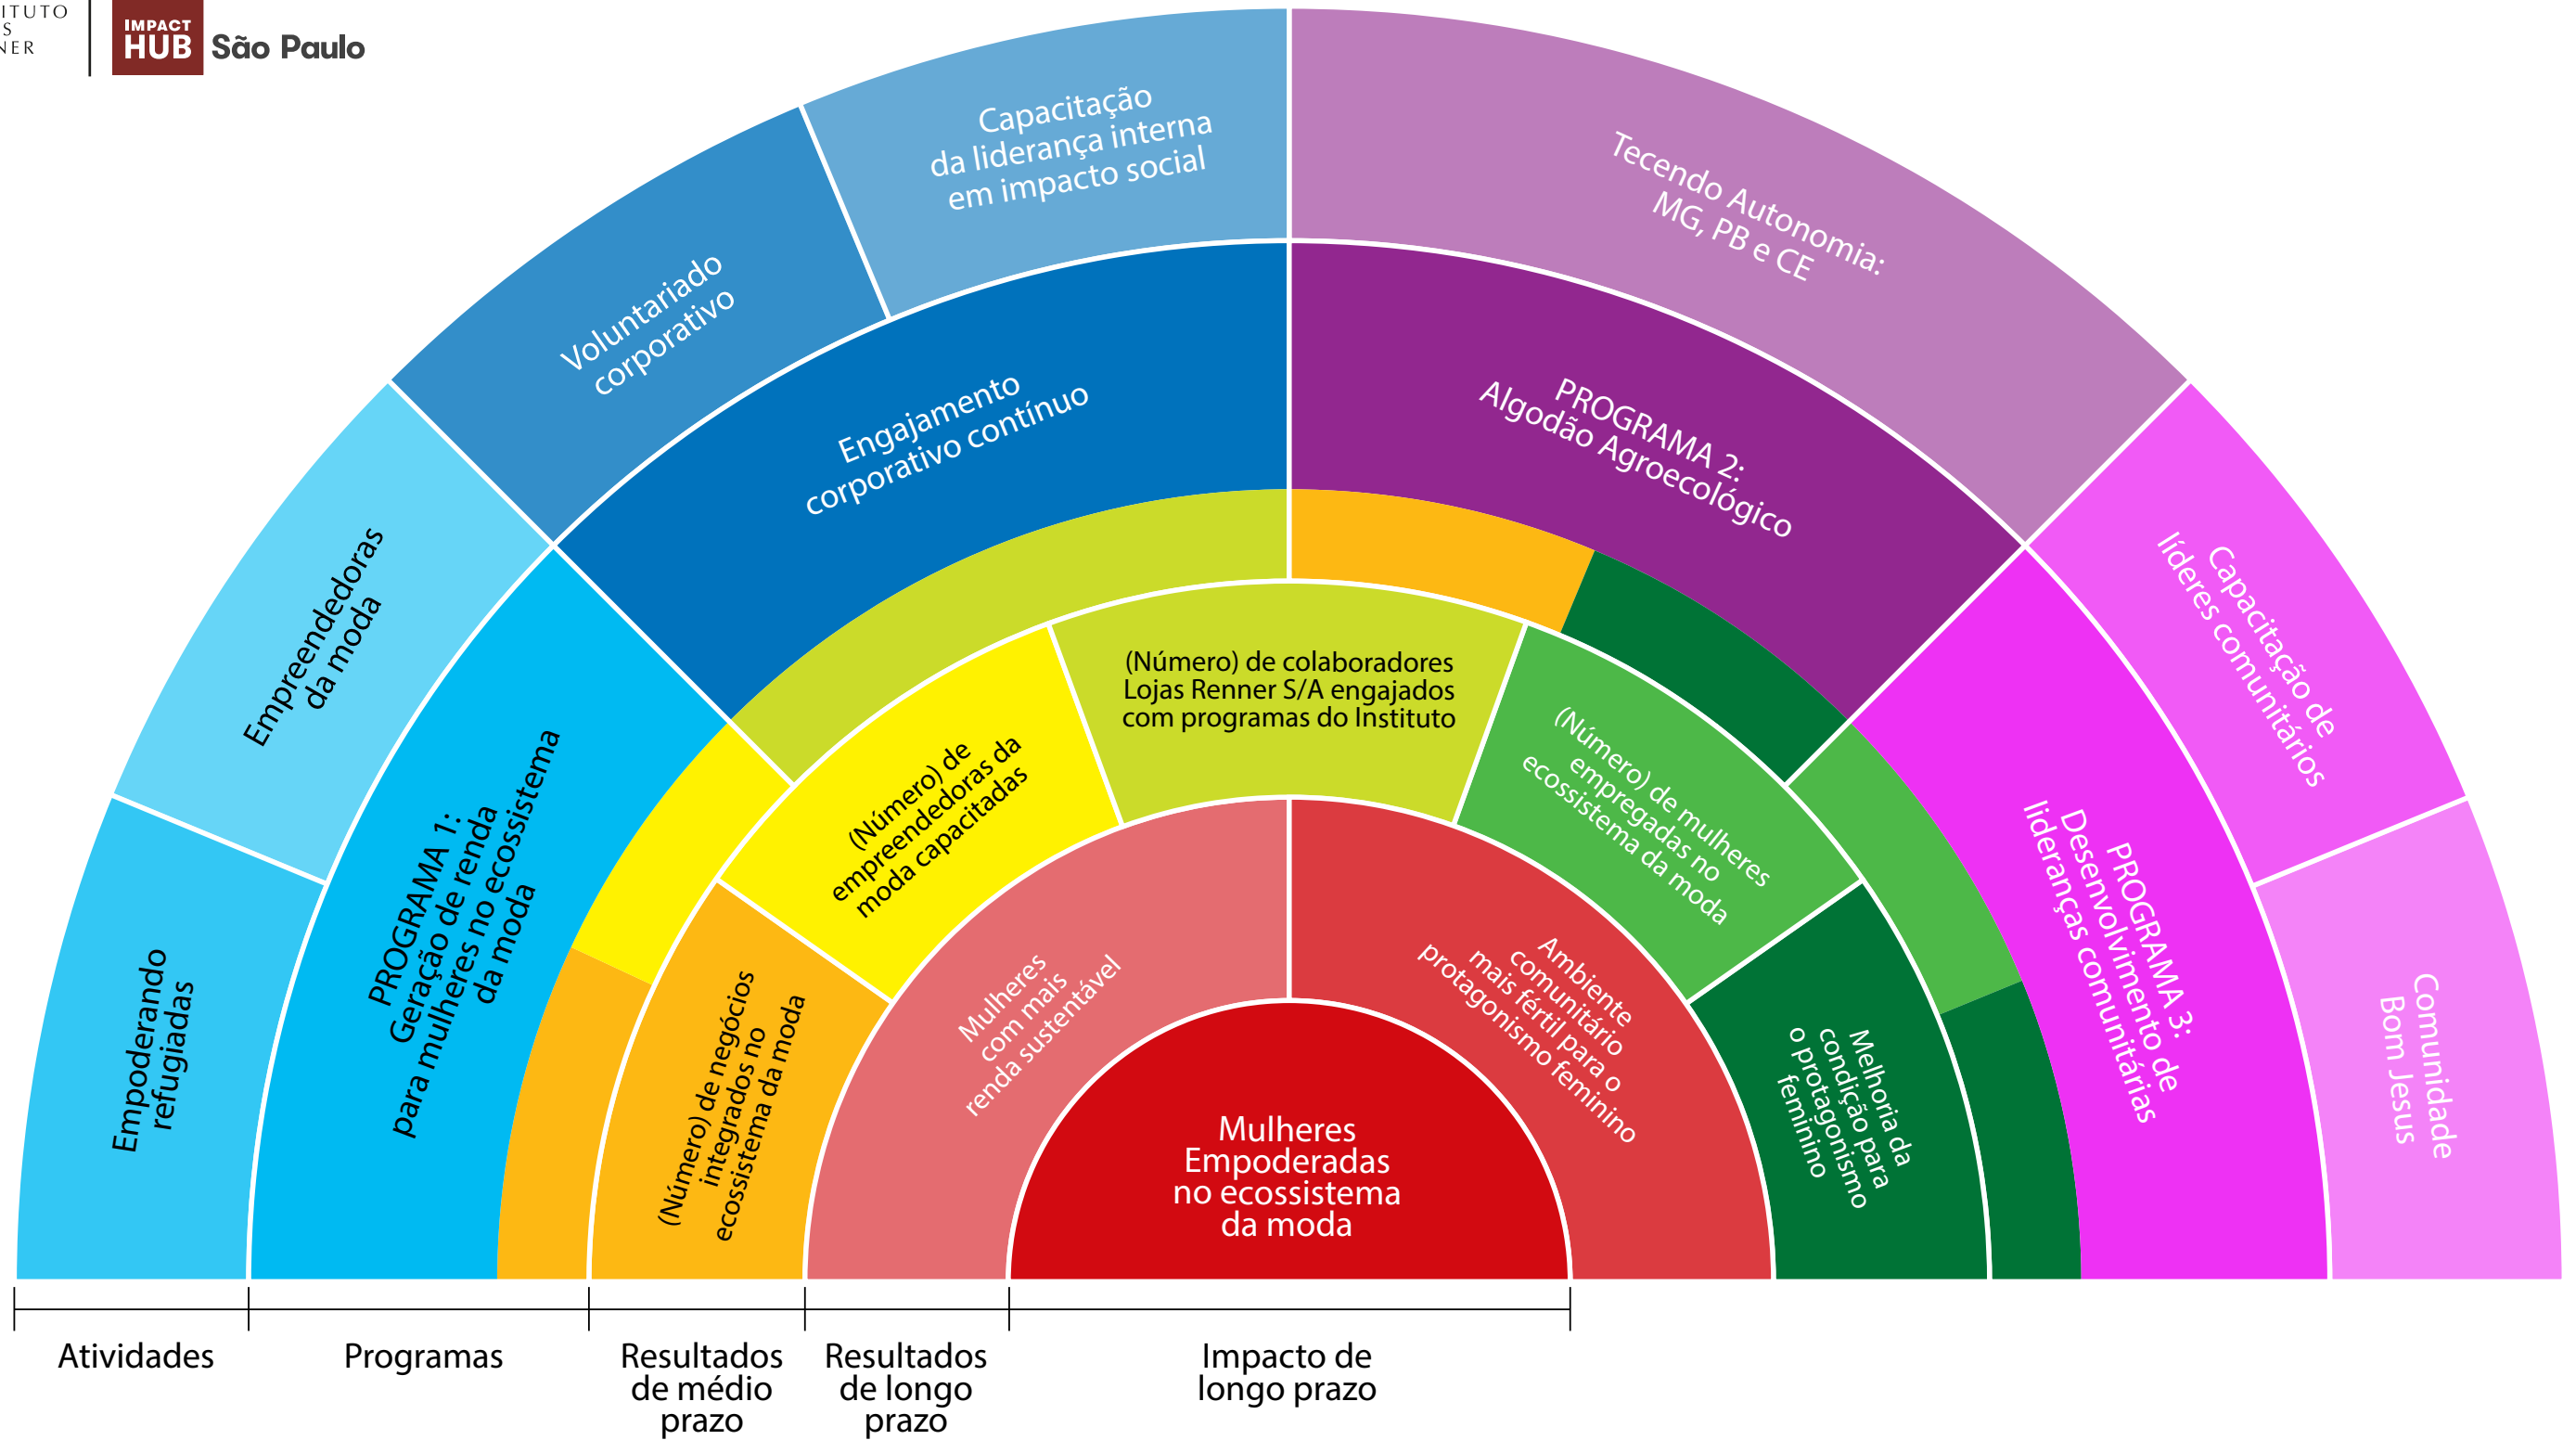 ITUTO
S
NER
IMPACT
HUB
São Paulo
Capacitação
da liderança interna
em impacto social
Tecendo Autonomia:
MG, PB e CE
Voluntariado
corporativo
Engajamento
corporativo contínuo
PROGRAMA 2:
Algodão Agroecológico
Empreendedoras
da moda
Capacitação de
líderes comunitários
(Número) de colaboradores
Lojas Renner S/A engajados
com programas do Instituto
(Número) de
empreendedoras da
moda capacitadas
(Número) de mulheres
empregadas no
ecossistema da moda
PROGRAMA 1:
Geração de renda
para mulheres no ecossistema
da moda
PROGRAMA 3:
Desenvolvimento de
lideranças comunitárias
Empoderando
refugiadas
(Número) de negócios
integrados no
ecossistema da moda
Mulheres
com mais
renda sustentável
Ambiente
comunitário
mais fértil para o
protagonismo feminino
Melhoria da
condição para
o protagonismo
feminino
Comunidade
Bom Jesus
Mulheres
Empoderadas
no ecossistema
da moda
Atividades
Programas
Resultados
de médio
prazo
Resultados
de longo
prazo
Impacto de
longo prazo